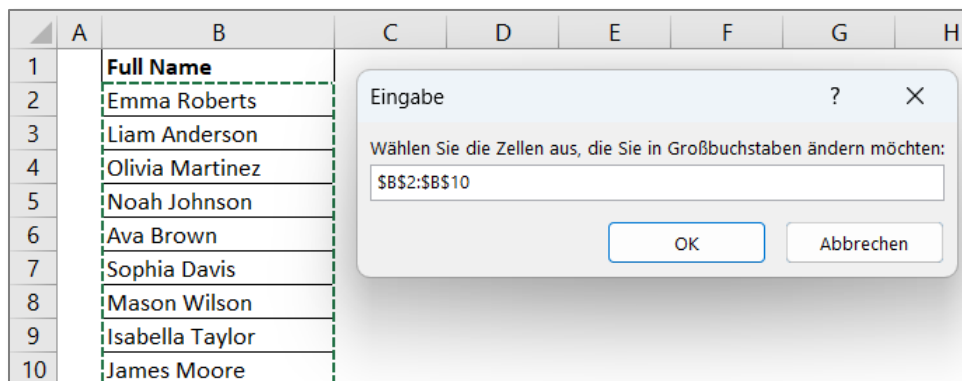 A B C D E F G H
1 Full Name
2 Emma Roberts
3 Liam Anderson
4 Olivia Martinez
5 Noah Johnson
6 Ava Brown
7 Sophia Davis
8 Mason Wilson
9 Isabella Taylor
10 James Moore
Eingabe ? ×
Wählen Sie die Zellen aus, die Sie in Großbuchstaben ändern möchten:
$B$2:$B$10
OK Abbrechen